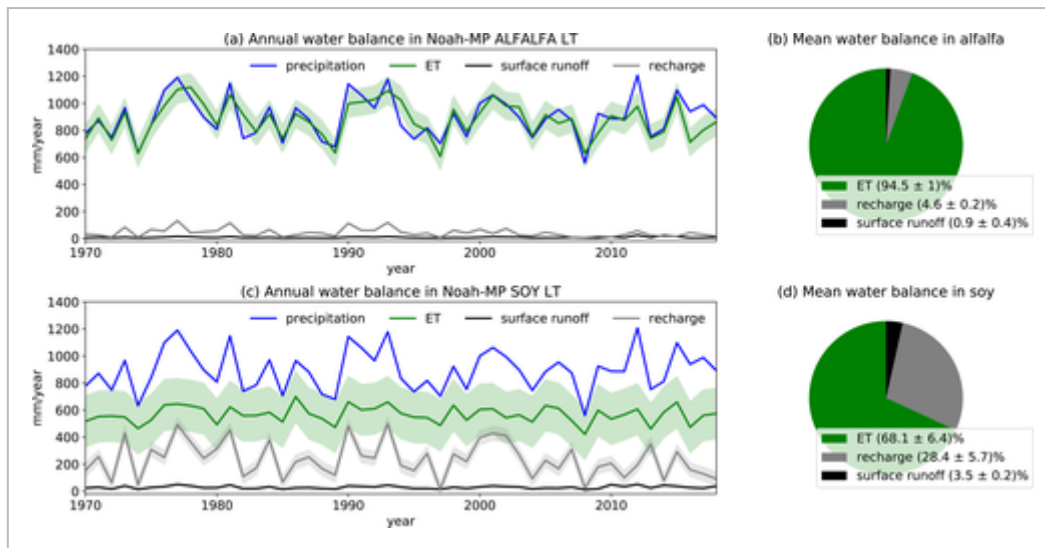 (a) Annual water balance in Noah-MP ALFALFA LT
precipitation ET surface runoff recharge
1400
1200
1000
800
600
400
200
0
mm/year
1970 1980 1990 2000 2010
year
(b) Mean water balance in alfalfa
ET (94.5 ± 1)%
recharge (4.6 ± 0.2)%
surface runoff (0.9 ± 0.4)%
(c) Annual water balance in Noah-MP SOY LT
precipitation ET surface runoff recharge
1400
1200
1000
800
600
400
200
0
mm/year
1970 1980 1990 2000 2010
year
(d) Mean water balance in soy
ET (68.1 ± 6.4)%
recharge (28.4 ± 5.7)%
surface runoff (3.5 ± 0.2)%